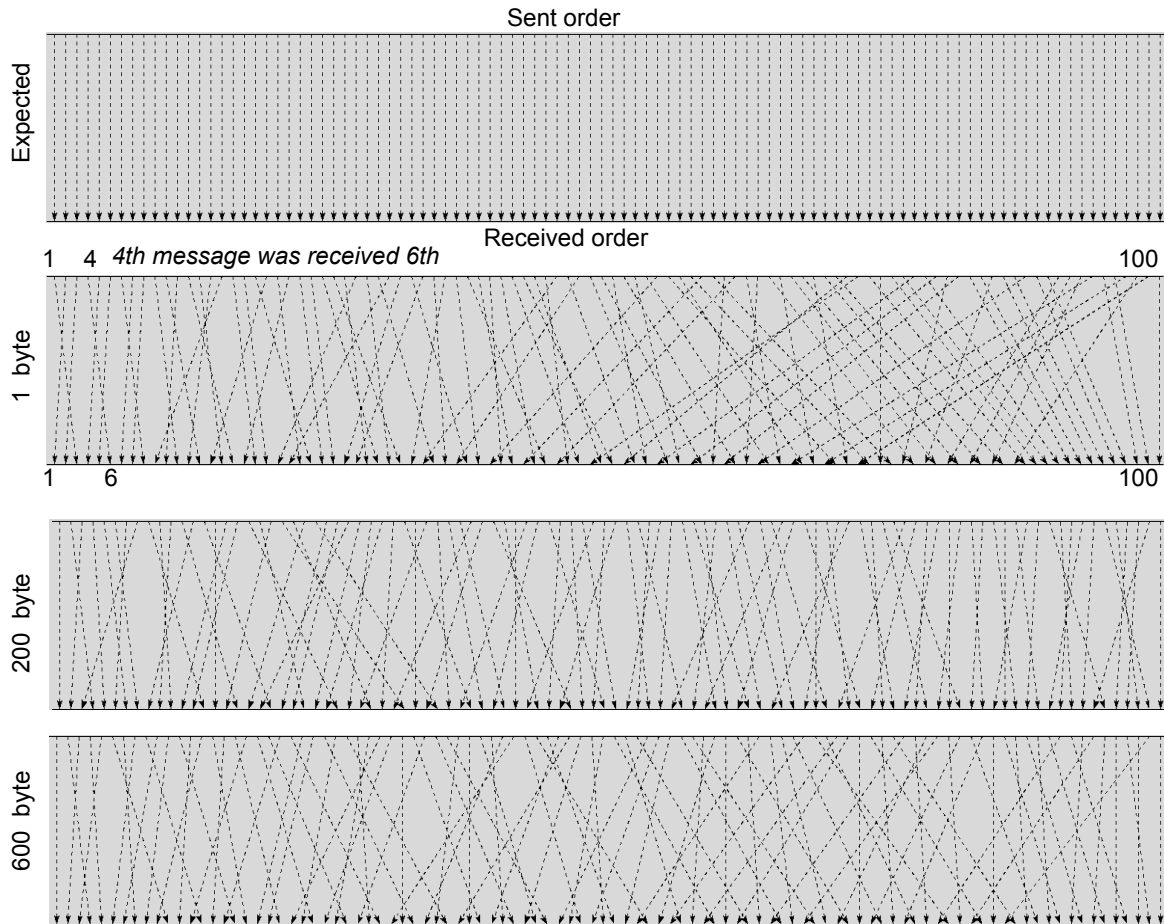 Sent order
Expected
Received order
1 4 4th message was received 6th 100
1 byte
1 6 100
200 byte
600 byte